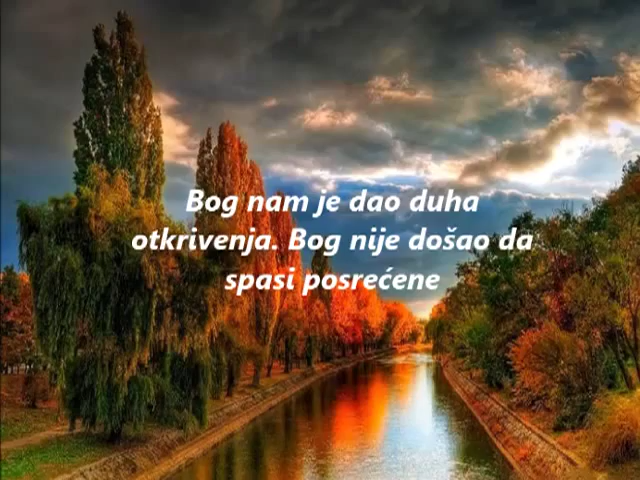 Bog nam je dao duha
otkrivenja. Bog nije došao da
spasi posrećene